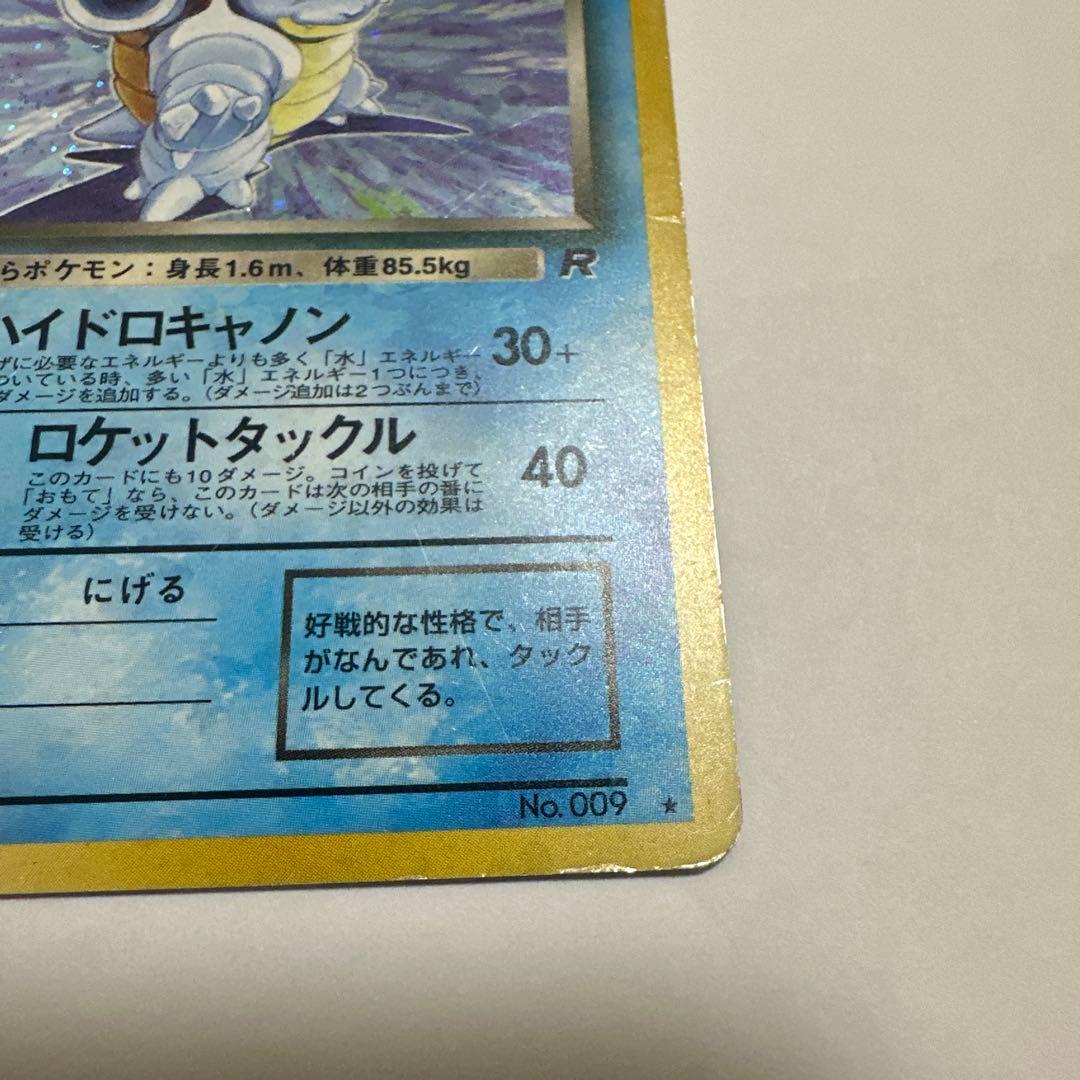 らポケモン：身長1.6m、体重85.5kg R
ハイドロキャノン 30+
ざに必要なエネルギーよりも多く「水」エネルギー
ついている時、多い「水」エネルギー1つにつき、
ダメージを追加する。（ダメージ追加は2つぶんまで）
ロケットタックル 40
このカードにも10ダメージ。コインを投げて
「おもて」なら、このカードは次の相手の番に
ダメージを受けない。（ダメージ以外の効果は
受ける）
にげる
好戦的な性格で、相手
がなんであれ、タック
ルしてくる。
No.009 ★